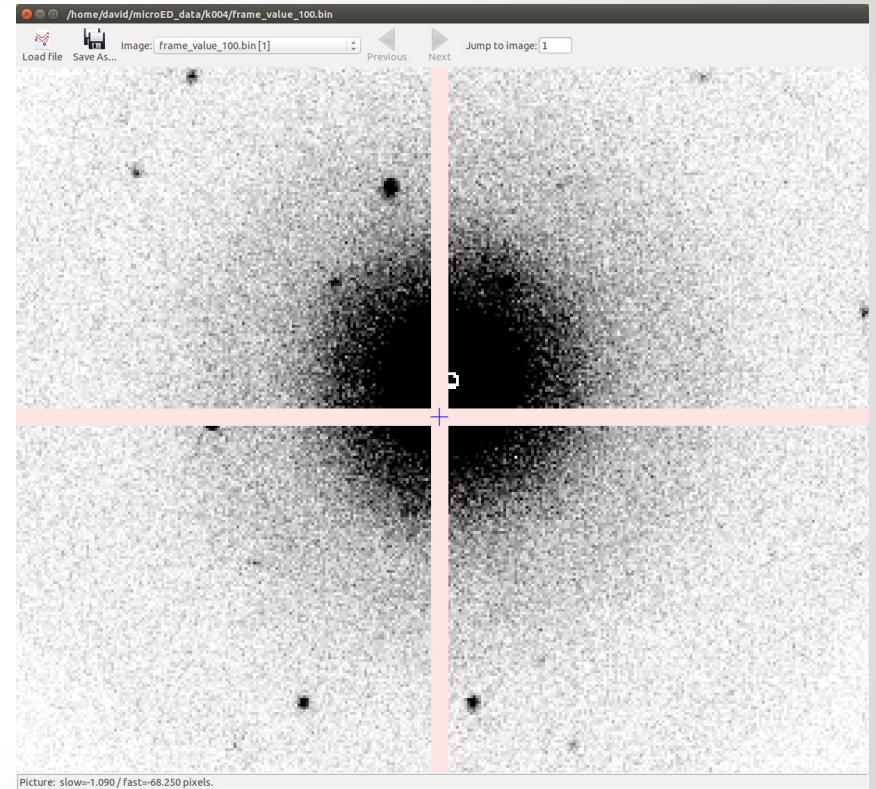 /home/david/microED_data/k004/frame_value_100.bin
Load file Save As... Image: frame_value_100.bin [1] Previous Next Jump to image: 1
Picture: slow=-1.090 / fast=-68.250 pixels.